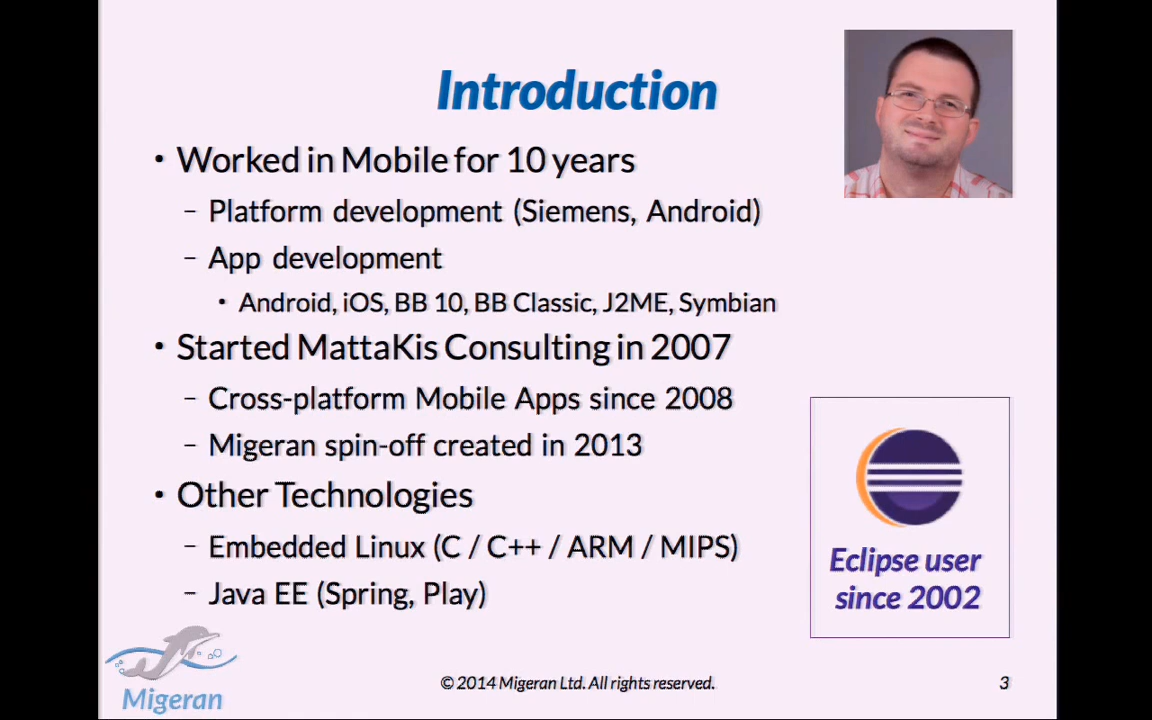 Introduction
• Worked in Mobile for 10 years
– Platform development (Siemens, Android)
– App development
• Android, iOS, BB 10, BB Classic, J2ME, Symbian
• Started MattaKis Consulting in 2007
– Cross-platform Mobile Apps since 2008
– Migeran spin-off created in 2013
• Other Technologies
– Embedded Linux (C / C++ / ARM / MIPS)
– Java EE (Spring, Play)
Eclipse user
since 2002
Migeran
© 2014 Migeran Ltd. All rights reserved.
3